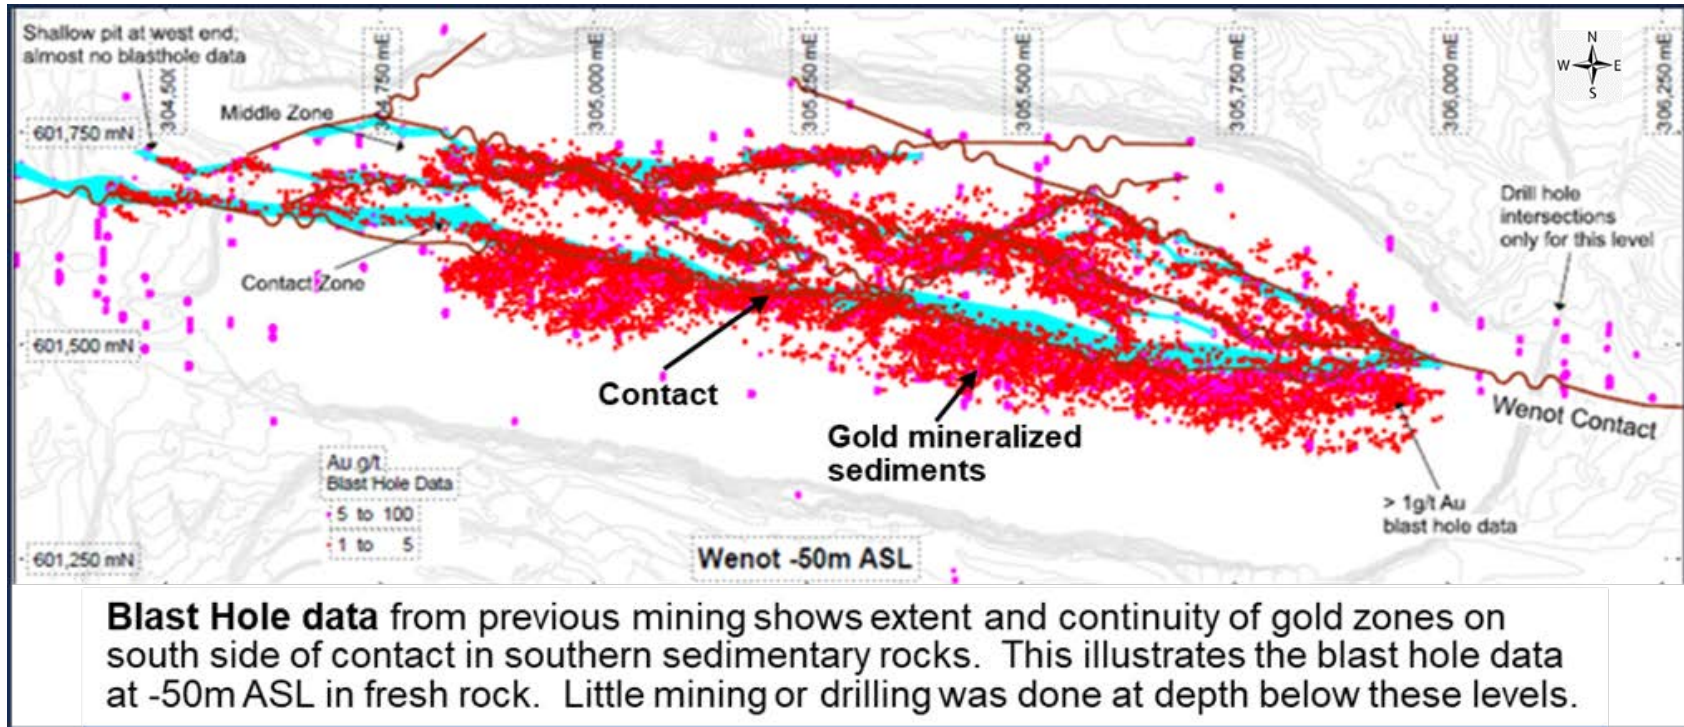 Shallow pit at west end;
almost no blasthole data
304,500
304,750 mE
305,000 mE
305,250 mE
305,500 mE
305,750 mE
306,000 mE
306,250 mE
N
W E
S
Middle Zone
601,750 mN
Drill hole
intersections
only for this level
Contact Zone
601,500 mN
Contact
Wenot Contact
Gold mineralized
sediments
Au g/t
Blast Hole Data
5 to 100
1 to 5
> 1g/t Au
blast hole data
601,250 mN
Wenot -50m ASL
Blast Hole data from previous mining shows extent and continuity of gold zones on
south side of contact in southern sedimentary rocks. This illustrates the blast hole data
at -50m ASL in fresh rock. Little mining or drilling was done at depth below these levels.